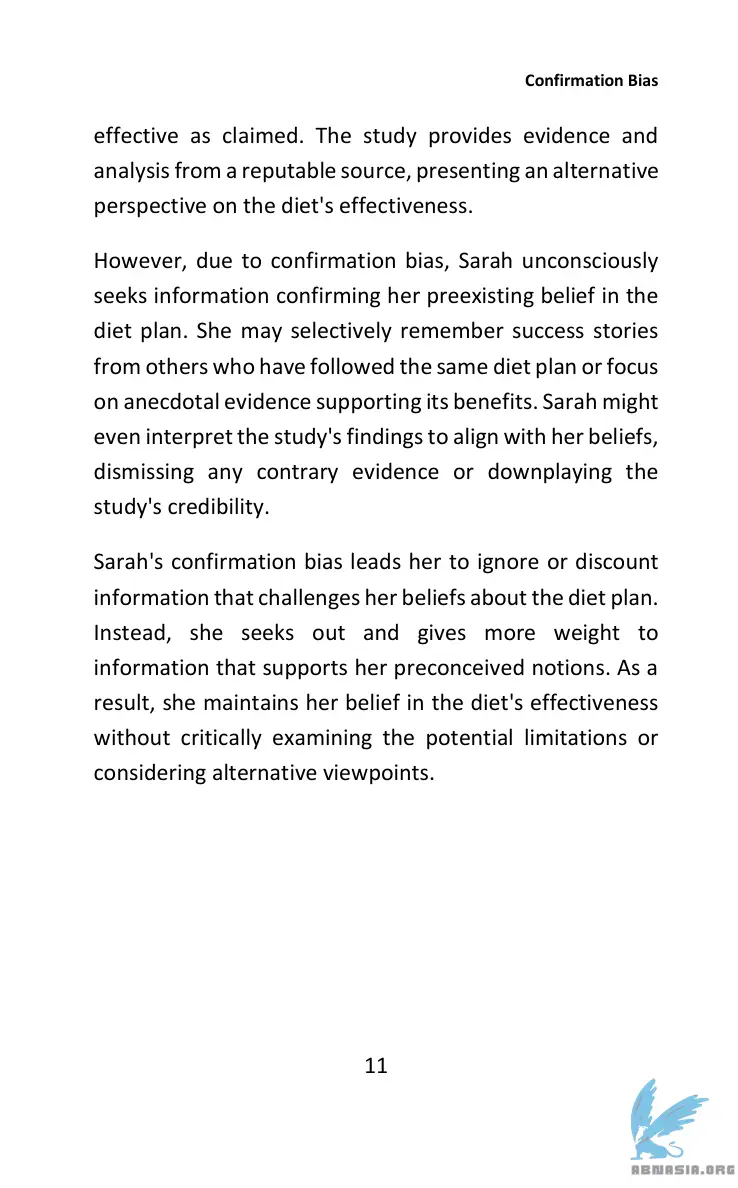 Confirmation Bias
effective as claimed. The study provides evidence and
analysis from a reputable source, presenting an alternative
perspective on the diet's effectiveness.
However, due to confirmation bias, Sarah unconsciously
seeks information confirming her preexisting belief in the
diet plan. She may selectively remember success stories
from others who have followed the same diet plan or focus
on anecdotal evidence supporting its benefits. Sarah might
even interpret the study's findings to align with her beliefs,
dismissing any contrary evidence or downplaying the
study's credibility.
Sarah's confirmation bias leads her to ignore or discount
information that challenges her beliefs about the diet plan.
Instead, she seeks out and gives more weight to
information that supports her preconceived notions. As a
result, she maintains her belief in the diet's effectiveness
without critically examining the potential limitations or
considering alternative viewpoints.
11
ABNASIA.ORG